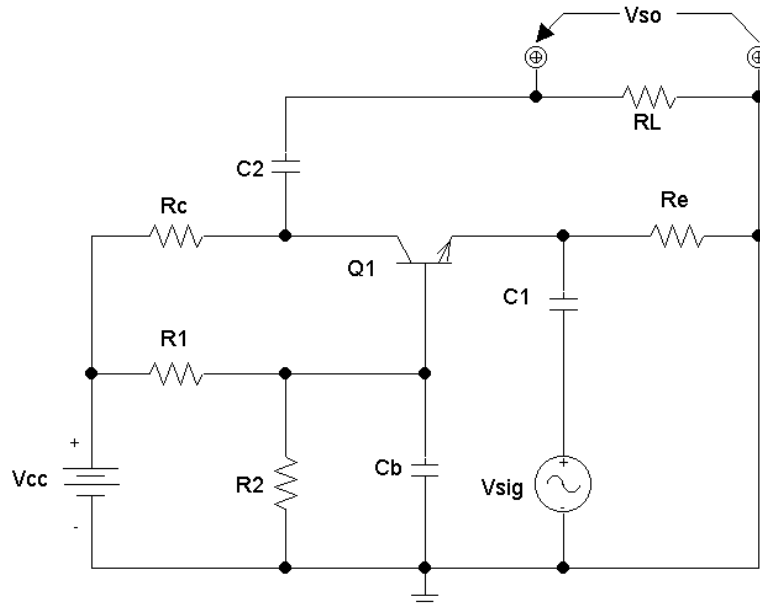 Vso
RL
C2
Rc
Re
Q1
C1
R1
+
Vcc
-
R2
Cb
Vsig
+
-